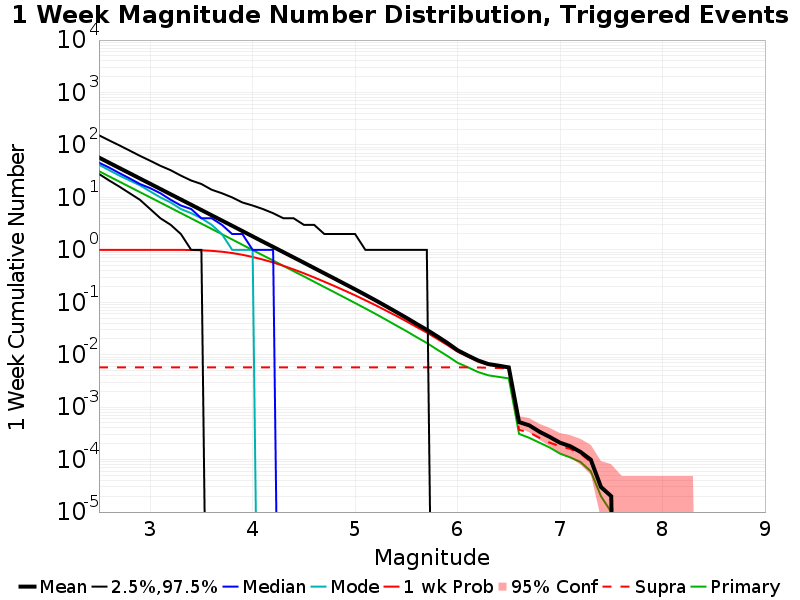 1 Week Magnitude Number Distribution, Triggered Events
1 Week Cumulative Number
10^4
10^3
10^2
10^1
10^0
10^-1
10^-2
10^-3
10^-4
10^-5
3 4 5 6 7 8 9
Magnitude
Mean 2.5%,97.5% Median Mode 1 wk Prob 95% Conf Supra Primary